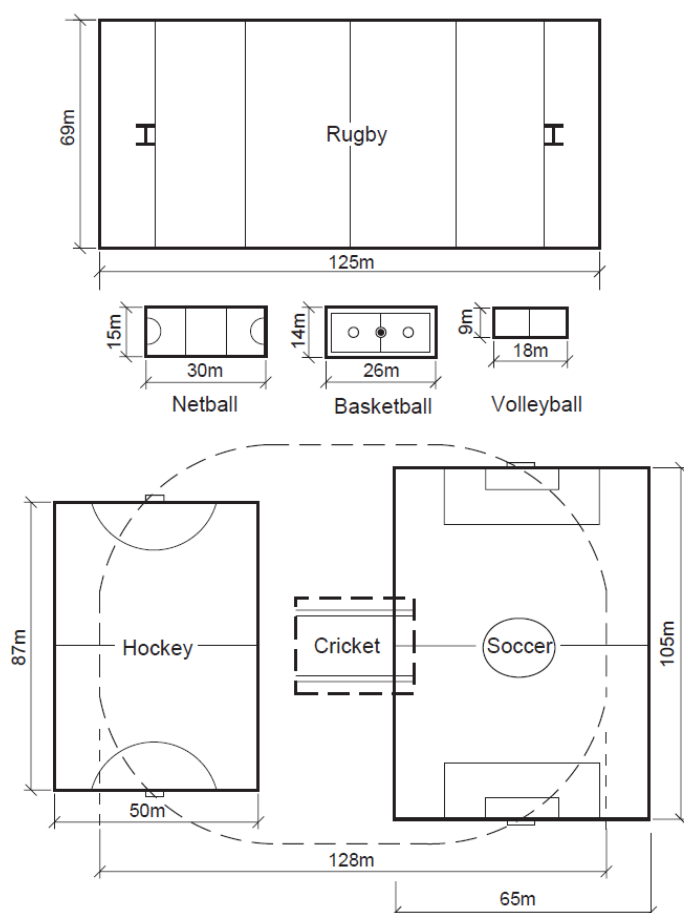 69m
Rugby
125m
15m
14m
9m
30m
26m
18m
Netball
Basketball
Volleyball
87m
Hockey
Cricket
Soccer
105m
50m
128m
65m